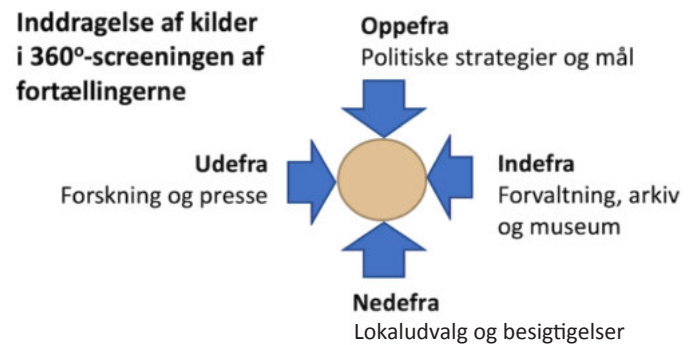 Inddragelse af kilder
i 360°-screeningen af
fortællingerne
Oppefra
Politiske strategier og mål
Udefra
Forskning og presse
Indefra
Forvaltning, arkiv
og museum
Nedefra
Lokaludvalg og besigtigelser